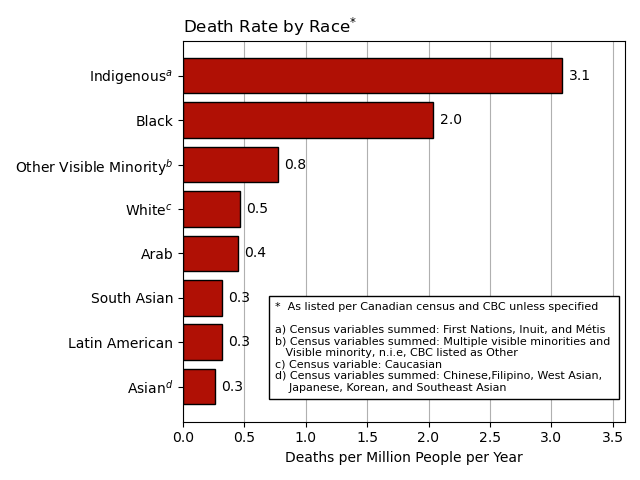 Death Rate by Race*
Indigenousᵃ
3.1
Black
2.0
Other Visible Minorityᵇ
0.8
Whiteᶜ
0.5
Arab
0.4
South Asian
0.3
Latin American
0.3
Asianᵈ
0.3
* As listed per Canadian census and CBC unless specified
a) Census variables summed: First Nations, Inuit, and Métis
b) Census variables summed: Multiple visible minorities and
Visible minority, n.i.e, CBC listed as Other
c) Census variable: Caucasian
d) Census variables summed: Chinese,Filipino, West Asian,
Japanese, Korean, and Southeast Asian
0.0 0.5 1.0 1.5 2.0 2.5 3.0 3.5
Deaths per Million People per Year